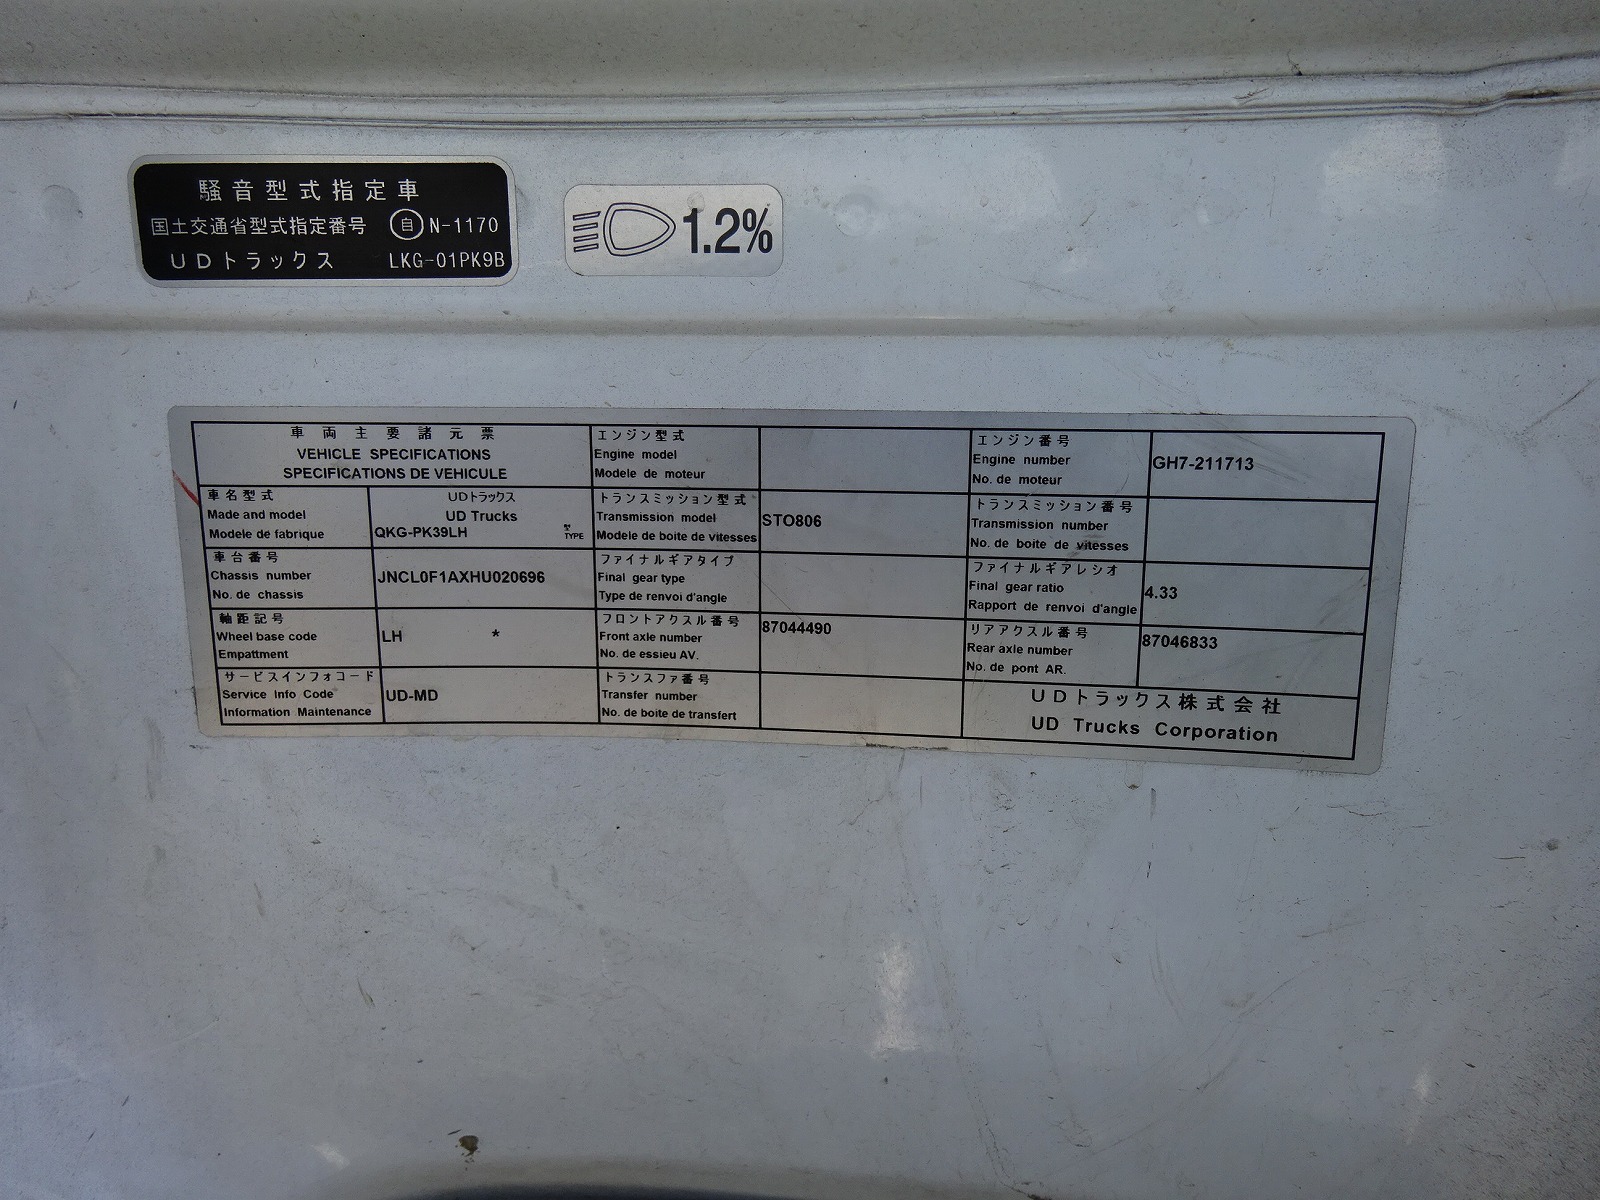 騒音型式指定車
国土交通省型式指定番号 自 N-1170
UDトラックス LKG-01PK9B
1.2%
車両主要諸元票
VEHICLE SPECIFICATIONS
SPECIFICATIONS DE VEHICULE
車名型式
Made and model
Modele de fabrique
UDトラックス
UD Trucks
QKG-PK39LH
型
TYPE
車台番号
Chassis number
No. de chassis
JNCL0F1AXHU020696
軸距記号
Wheel base code
Empattment
LH *
サービスインフォコード
Service Info Code
Information Maintenance
UD-MD
エンジン型式
Engine model
Modele de moteur
トランスミッション型式
Transmission model
Modele de boite de vitesses
STO806
ファイナルギアタイプ
Final gear type
Type de renvoi d'angle
フロントアクスル番号
Front axle number
No. de essieu AV.
87044490
トランスファ番号
Transfer number
No. de boite de transfert
エンジン番号
Engine number
No. de moteur
GH7-211713
トランスミッション番号
Transmission number
No. de boite de vitesses
ファイナルギアレシオ
Final gear ratio
Rapport de renvoi d'angle
4.33
リアアクスル番号
Rear axle number
No. de pont AR.
87046833
UDトラックス株式会社
UD Trucks Corporation